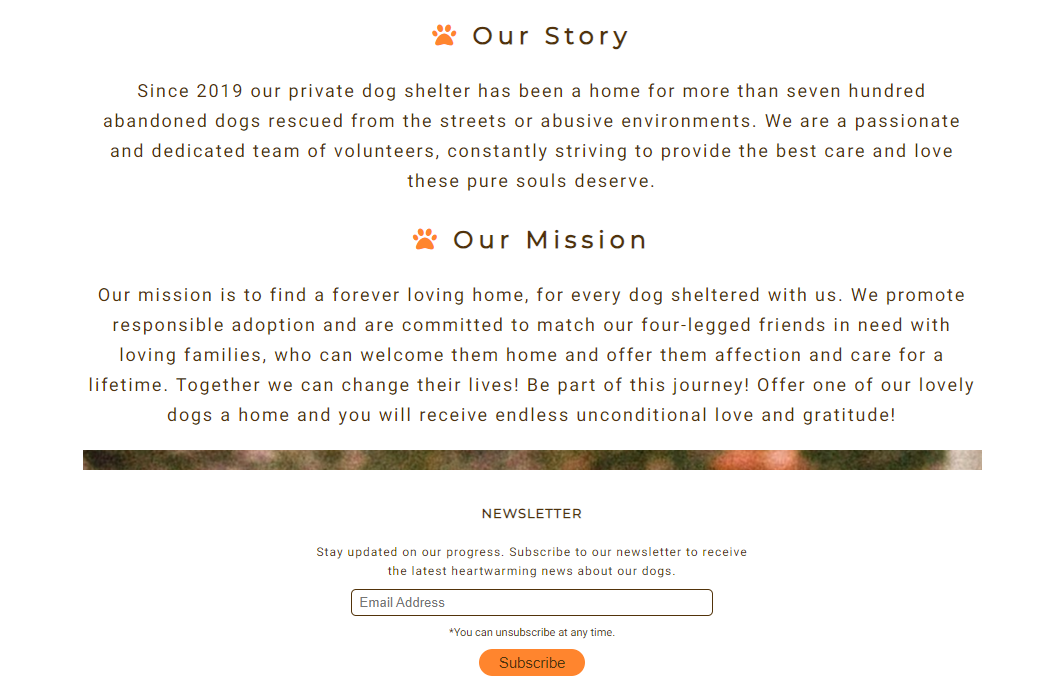 Our Story
Since 2019 our private dog shelter has been a home for more than seven hundred
abandoned dogs rescued from the streets or abusive environments. We are a passionate
and dedicated team of volunteers, constantly striving to provide the best care and love
these pure souls deserve.
Our Mission
Our mission is to find a forever loving home, for every dog sheltered with us. We promote
responsible adoption and are committed to match our four-legged friends in need with
loving families, who can welcome them home and offer them affection and care for a
lifetime. Together we can change their lives! Be part of this journey! Offer one of our lovely
dogs a home and you will receive endless unconditional love and gratitude!
NEWSLETTER
Stay updated on our progress. Subscribe to our newsletter to receive
the latest heartwarming news about our dogs.
Email Address
*You can unsubscribe at any time.
Subscribe